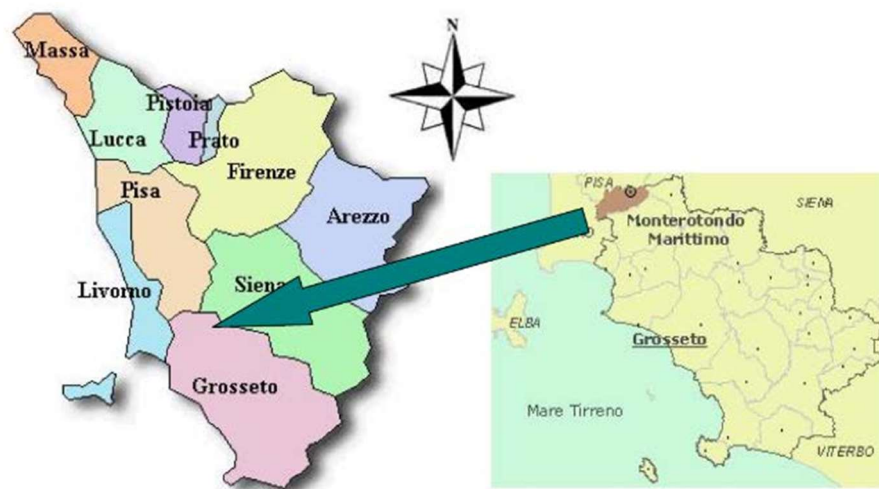 Massa
Pistoia
Lucca
Prato
Firenze
Pisa
Arezzo
Livorno
Siena
Grosseto
N
PISA
SIENA
Monterotondo
Marittimo
ELBA
Grosseto
Mare Tirreno
VITERBO